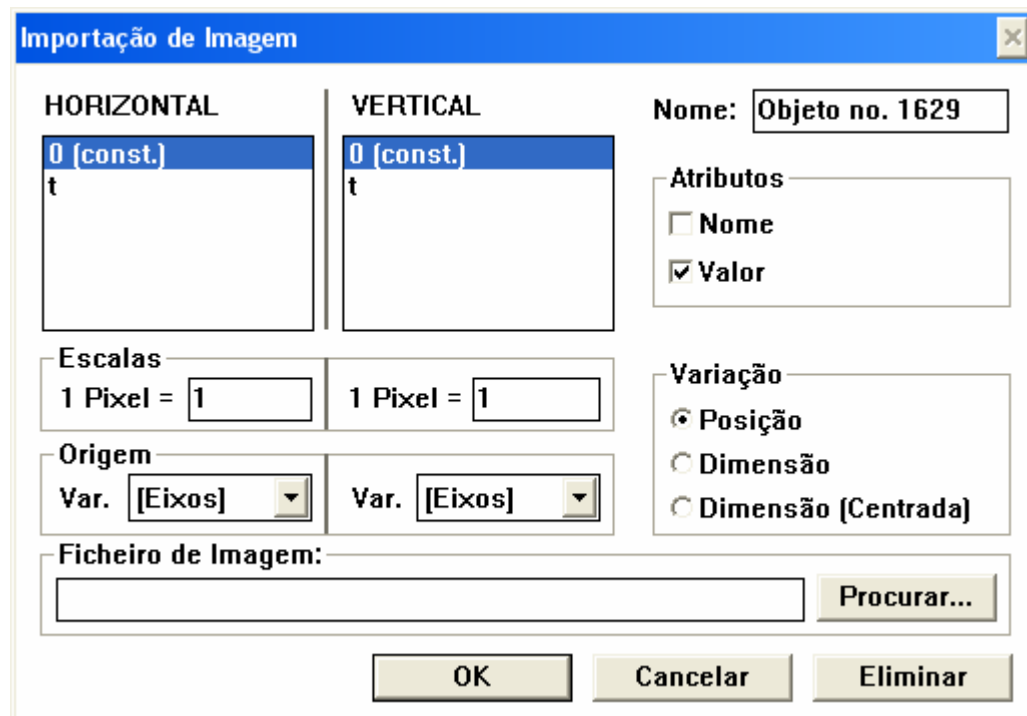 Importação de Imagem
HORIZONTAL
0 (const.)
t
VERTICAL
0 (const.)
t
Nome: Objeto no. 1629
Atributos
Nome
Valor
Escalas
1 Pixel = 1
1 Pixel = 1
Variação
Posição
Dimensão
Dimensão (Centrada)
Origem
Var. [Eixos]
Var. [Eixos]
Ficheiro de Imagem:
Procurar...
OK
Cancelar
Eliminar